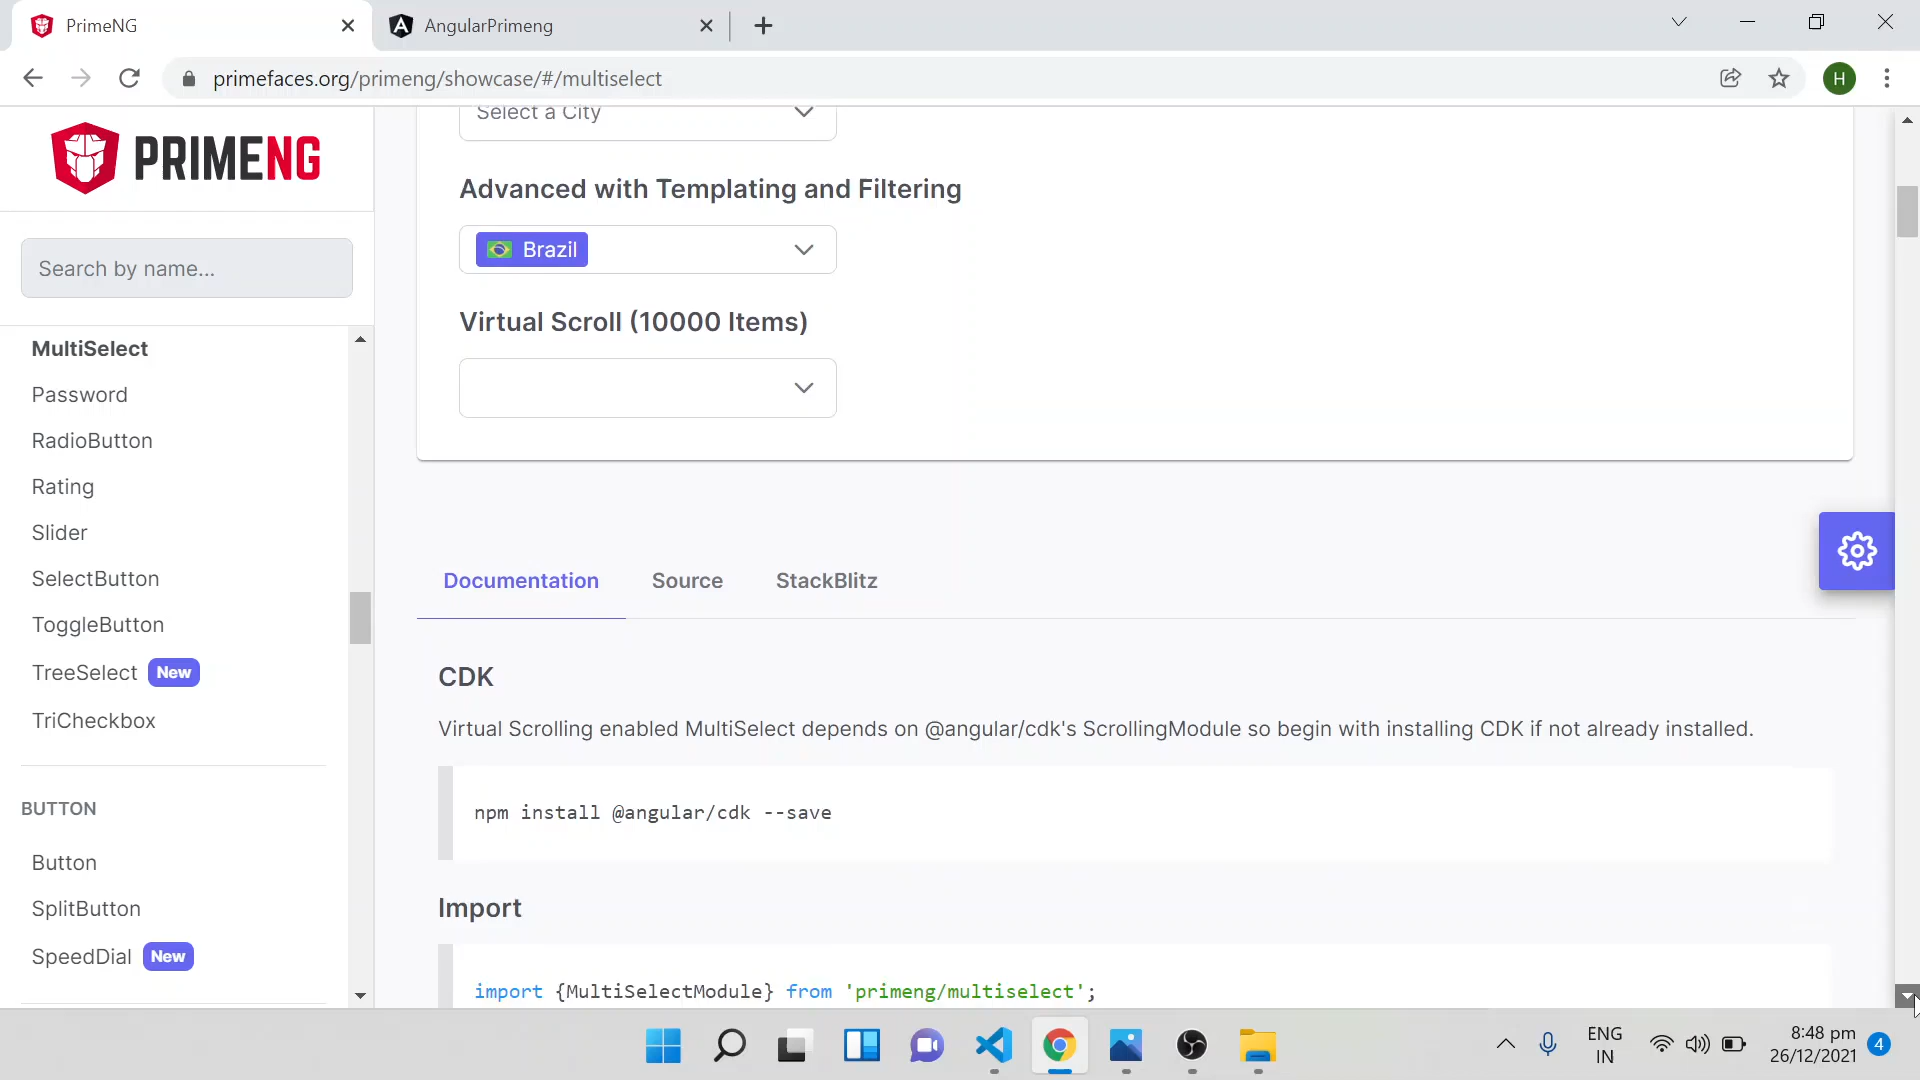 PrimeNG
AngularPrimeng
primefaces.org/primeng/showcase/#/multiselect
H
PRIMENG
Search by name...
MultiSelect
Password
RadioButton
Rating
Slider
SelectButton
ToggleButton
TreeSelect New
TriCheckbox
BUTTON
Button
SplitButton
SpeedDial New
Select a City
Advanced with Templating and Filtering
Brazil
Virtual Scroll (10000 Items)
Documentation Source StackBlitz
CDK
Virtual Scrolling enabled MultiSelect depends on @angular/cdk's ScrollingModule so begin with installing CDK if not already installed.
npm install @angular/cdk --save
Import
import {MultiSelectModule} from 'primeng/multiselect';
ENG
IN
8:48 pm
26/12/2021
4